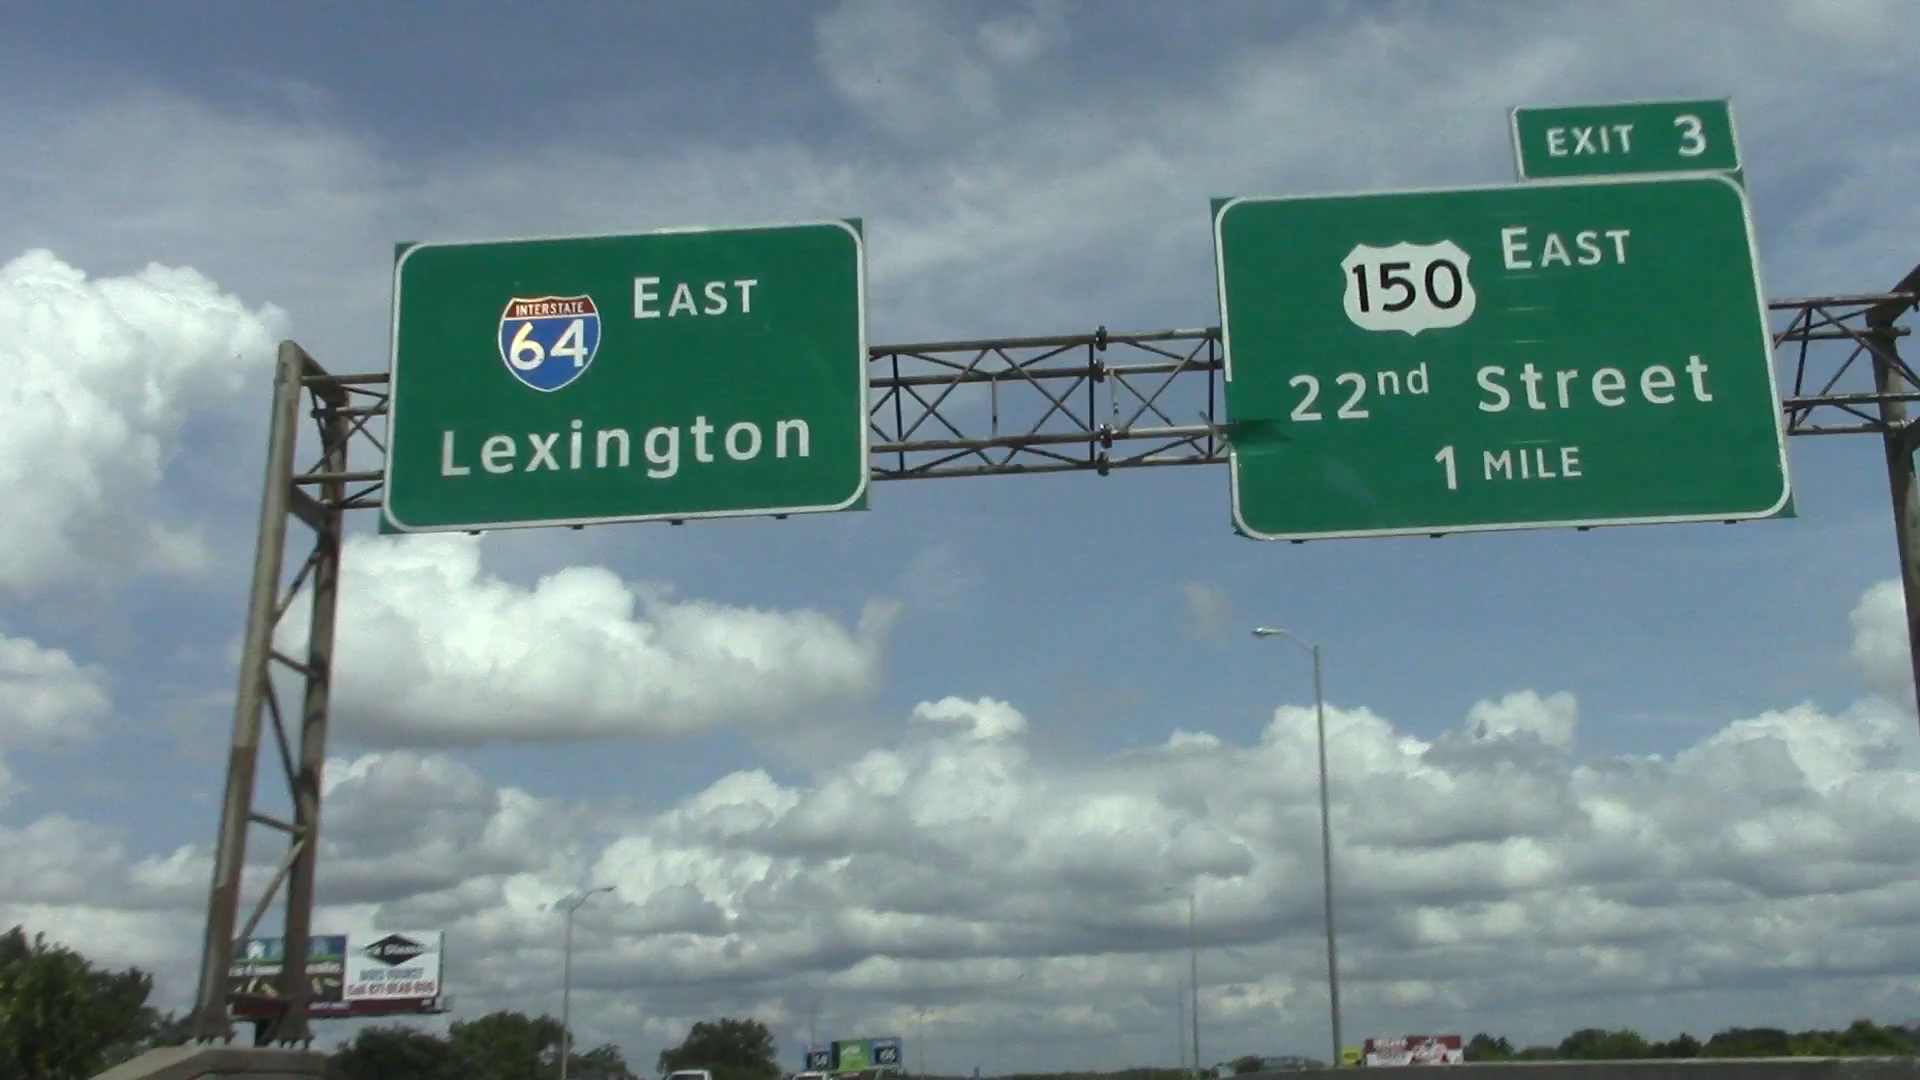 INTERSTATE
64
EAST
Lexington
EXIT 3
150
EAST
22nd Street
1 MILE